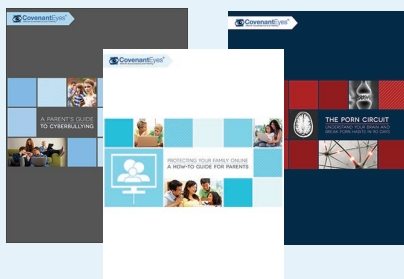 CovenantEyes
A PARENT'S GUIDE
TO CYBERBULLYING
CovenantEyes
PROTECTING YOUR FAMILY ONLINE
A HOW-TO GUIDE FOR PARENTS
CovenantEyes
THE PORN CIRCUIT
UNDERSTAND YOUR BRAIN AND
BREAK PORN HABITS IN 90 DAYS